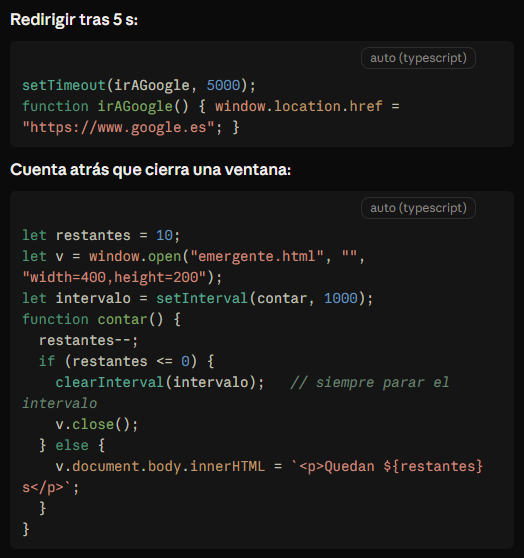 Redirigir tras 5 s:
auto (typescript)
setTimeout(irAGoogle, 5000);
function irAGoogle() { window.location.href =
"https://www.google.es"; }
Cuenta atrás que cierra una ventana:
auto (typescript)
let restantes = 10;
let v = window.open("emergente.html", "",
"width=400,height=200");
let intervalo = setInterval(contar, 1000);
function contar() {
  restantes--;
  if (restantes <= 0) {
    clearInterval(intervalo);   // siempre parar el
intervalo
    v.close();
  } else {
    v.document.body.innerHTML = `<p>Quedan ${restantes}
s</p>`;
  }
}